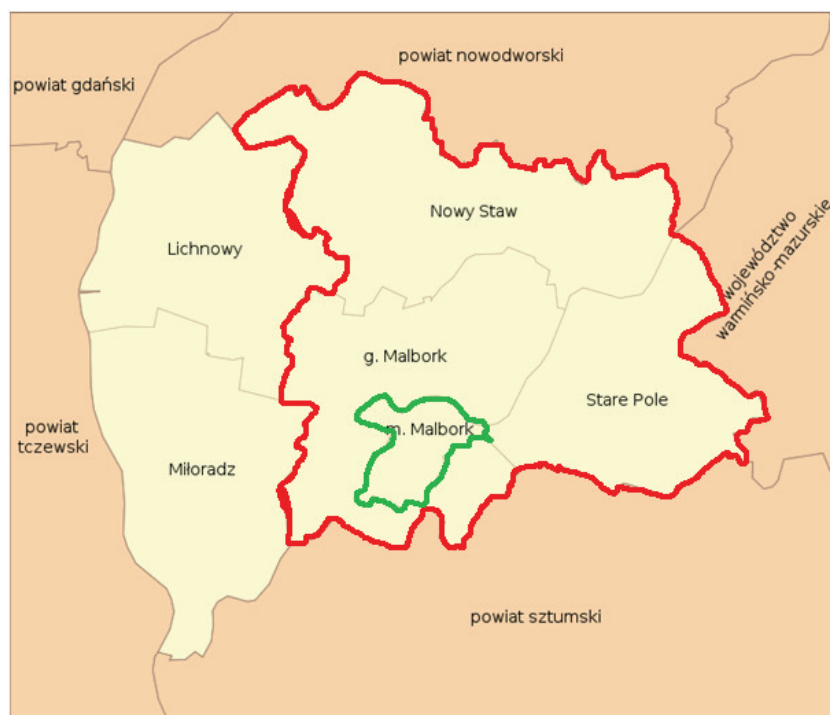 powiat nowodworski
powiat gdański
Nowy Staw
województwo
warmińsko-mazurskie
Lichnowy
g. Malbork
Stare Pole
m. Malbork
powiat
tczewski
Miłoradz
powiat sztumski